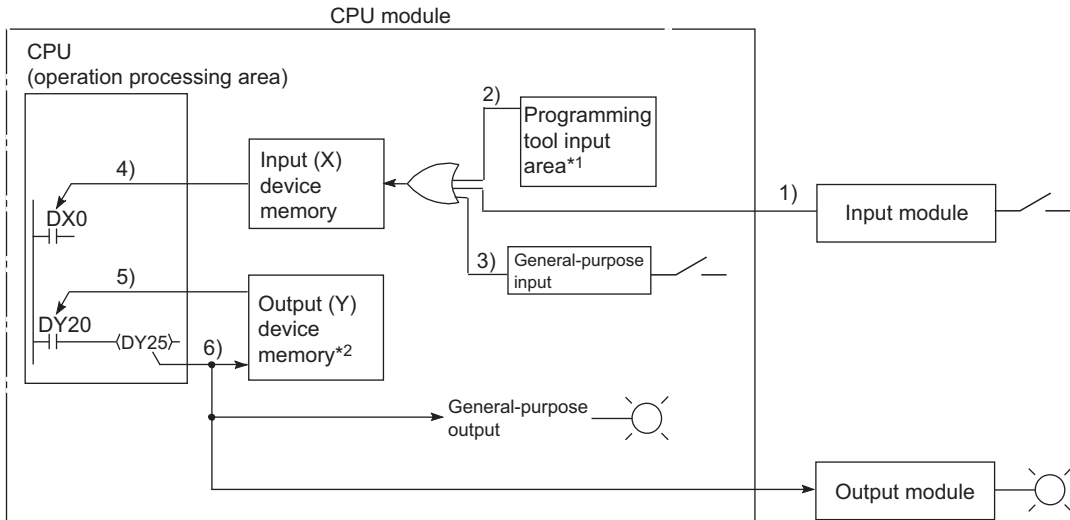 CPU module
CPU
(operation processing area)
2)
Programming
tool input
area*1
4)
Input (X)
device
memory
1)
Input module
DX0
3)
General-purpose
input
5)
Output (Y)
device
memory*2
DY20
DY25
6)
General-purpose
output
Output module